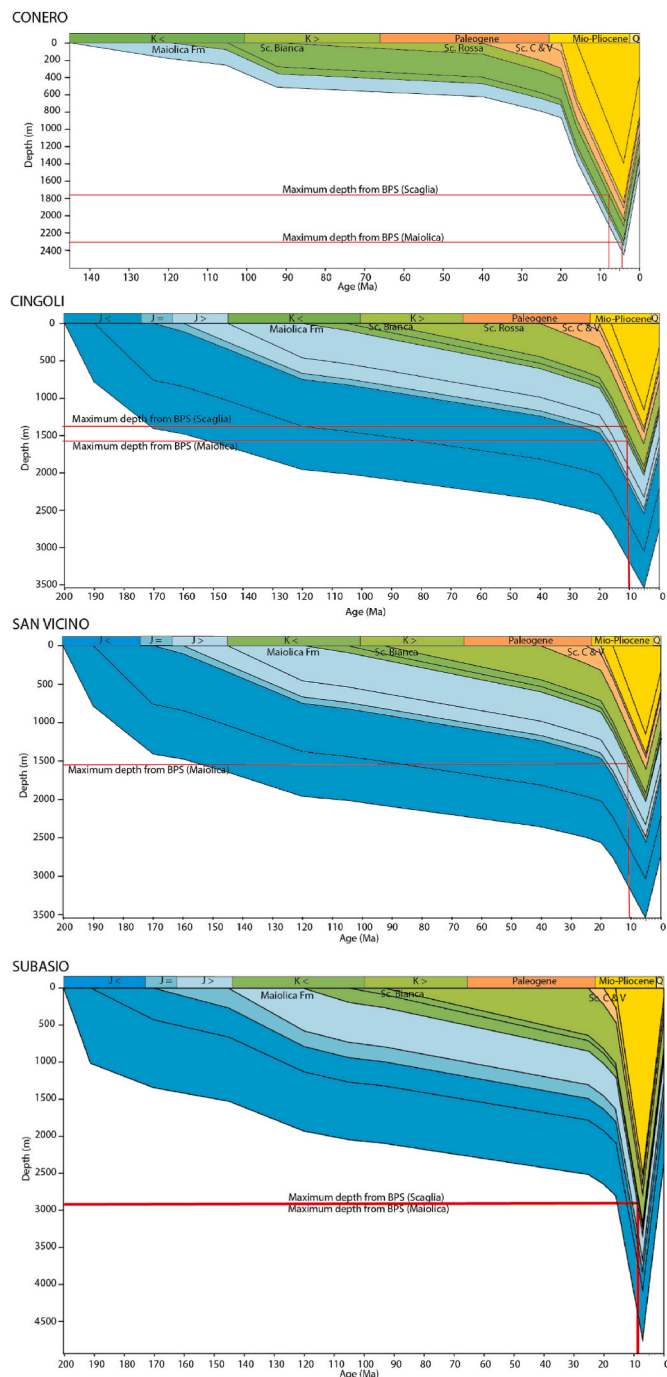 CONERO
K < K > Paleogene Mio-Pliocene Q
Maiolica Fm Sc. Bianca Sc. Rossa Sc. C & V
0
200
400
600
800
1000
1200
1400
1600
1800
2000
2200
2400
Depth (m)
Maximum depth from BPS (Scaglia)
Maximum depth from BPS (Maiolica)
140 120 100 80 60 40 20 0
Age (Ma)
CINGOLI
J < J = J > K < K > Paleogene Mio-Pliocene Q
Maiolica Fm Sc. Bianca Sc. Rossa Sc. C & V
0
500
1000
1500
2000
2500
3000
3500
Depth (m)
Maximum depth from BPS (Scaglia)
Maximum depth from BPS (Maiolica)
200 190 180 170 160 150 140 130 120 110 100 90 80 70 60 50 40 30 20 10 0
Age (Ma)
SAN VICINO
J < J = J > K < K > Paleogene Mio-Pliocene Q
Maiolica Fm Sc. Bianca Sc. C & V
0
500
1000
1500
2000
2500
3000
3500
Depth (m)
Maximum depth from BPS (Maiolica)
200 190 180 170 160 150 140 130 120 110 100 90 80 70 60 50 40 30 20 10 0
Age (Ma)
SUBASIO
J < J = J > K < K > Paleogene Mio-Pliocene Q
Maiolica Fm Sc. Bianca Sc. C & V
0
500
1000
1500
2000
2500
3000
3500
4000
4500
Depth (m)
Maximum depth from BPS (Scaglia)
Maximum depth from BPS (Maiolica)
200 190 180 170 160 150 140 130 120 110 100 90 80 70 60 50 40 30 20 10 0
Age (Ma)